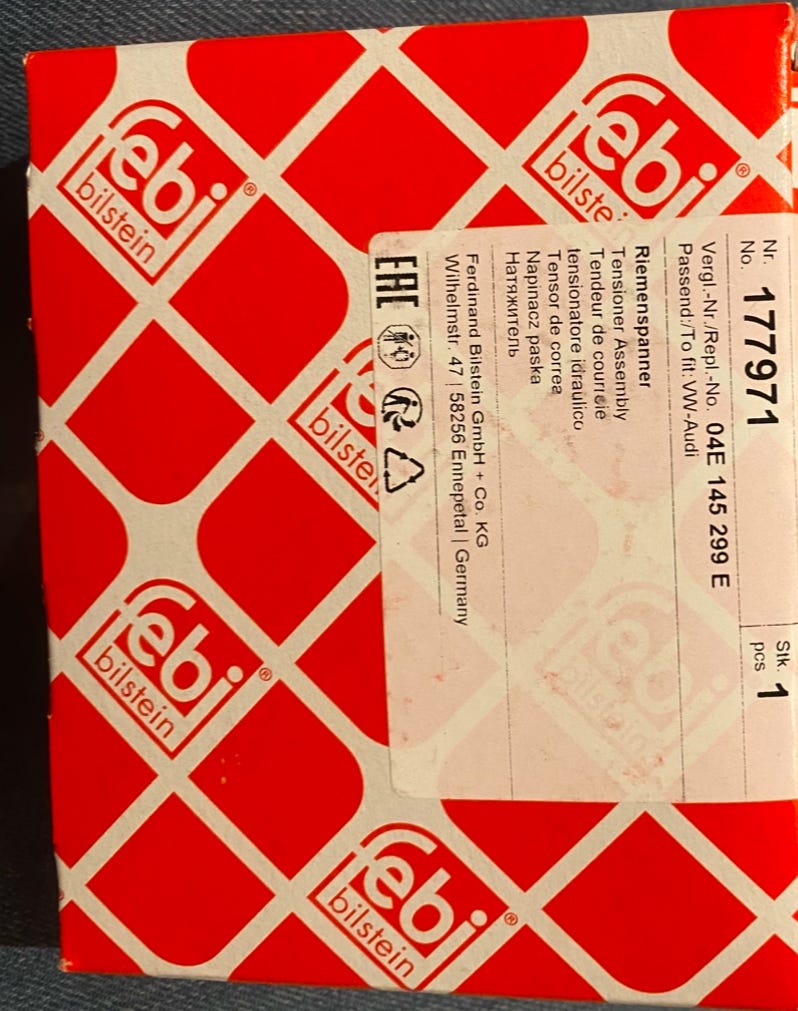 febi®
bilstein
febi®
bilste
Nr.
No. 177971
Stk.
pcs 1
Vergl.-Nr./Repl.-No. 04E 145 299 E
Passend:/To fit: VW-Audi
Riemenspanner
Tensioner Assembly
Tendeur de courroie
tensionatore idraulico
Tensor de correa
Napinacz paska
Натяжитель
Ferdinand Bilstein GmbH + Co. KG
Wilhelmstr. 47 | 58256 Ennepetal | Germany
EAC
bilste
febi
bilstein
febi®
bilstein
febi®
bilstein